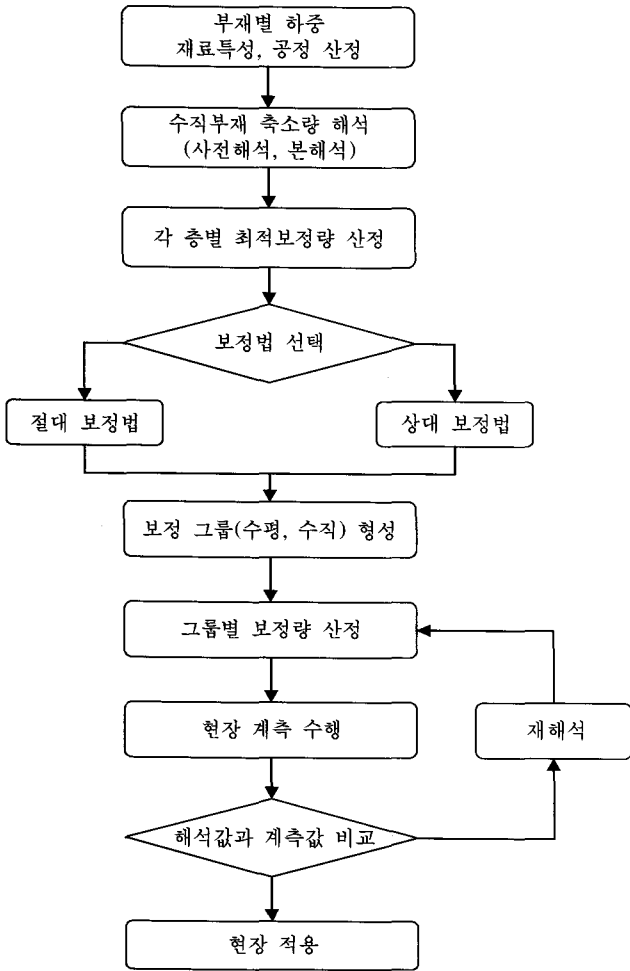 부재별 하중
재료특성, 공정 산정
수직부재 축소량 해석
(사전해석, 본해석)
각 층별 최적보정량 산정
보정법 선택
절대 보정법
상대 보정법
보정 그룹(수평, 수직) 형성
그룹별 보정량 산정
현장 계측 수행
재해석
해석값과 계측값 비교
현장 적용